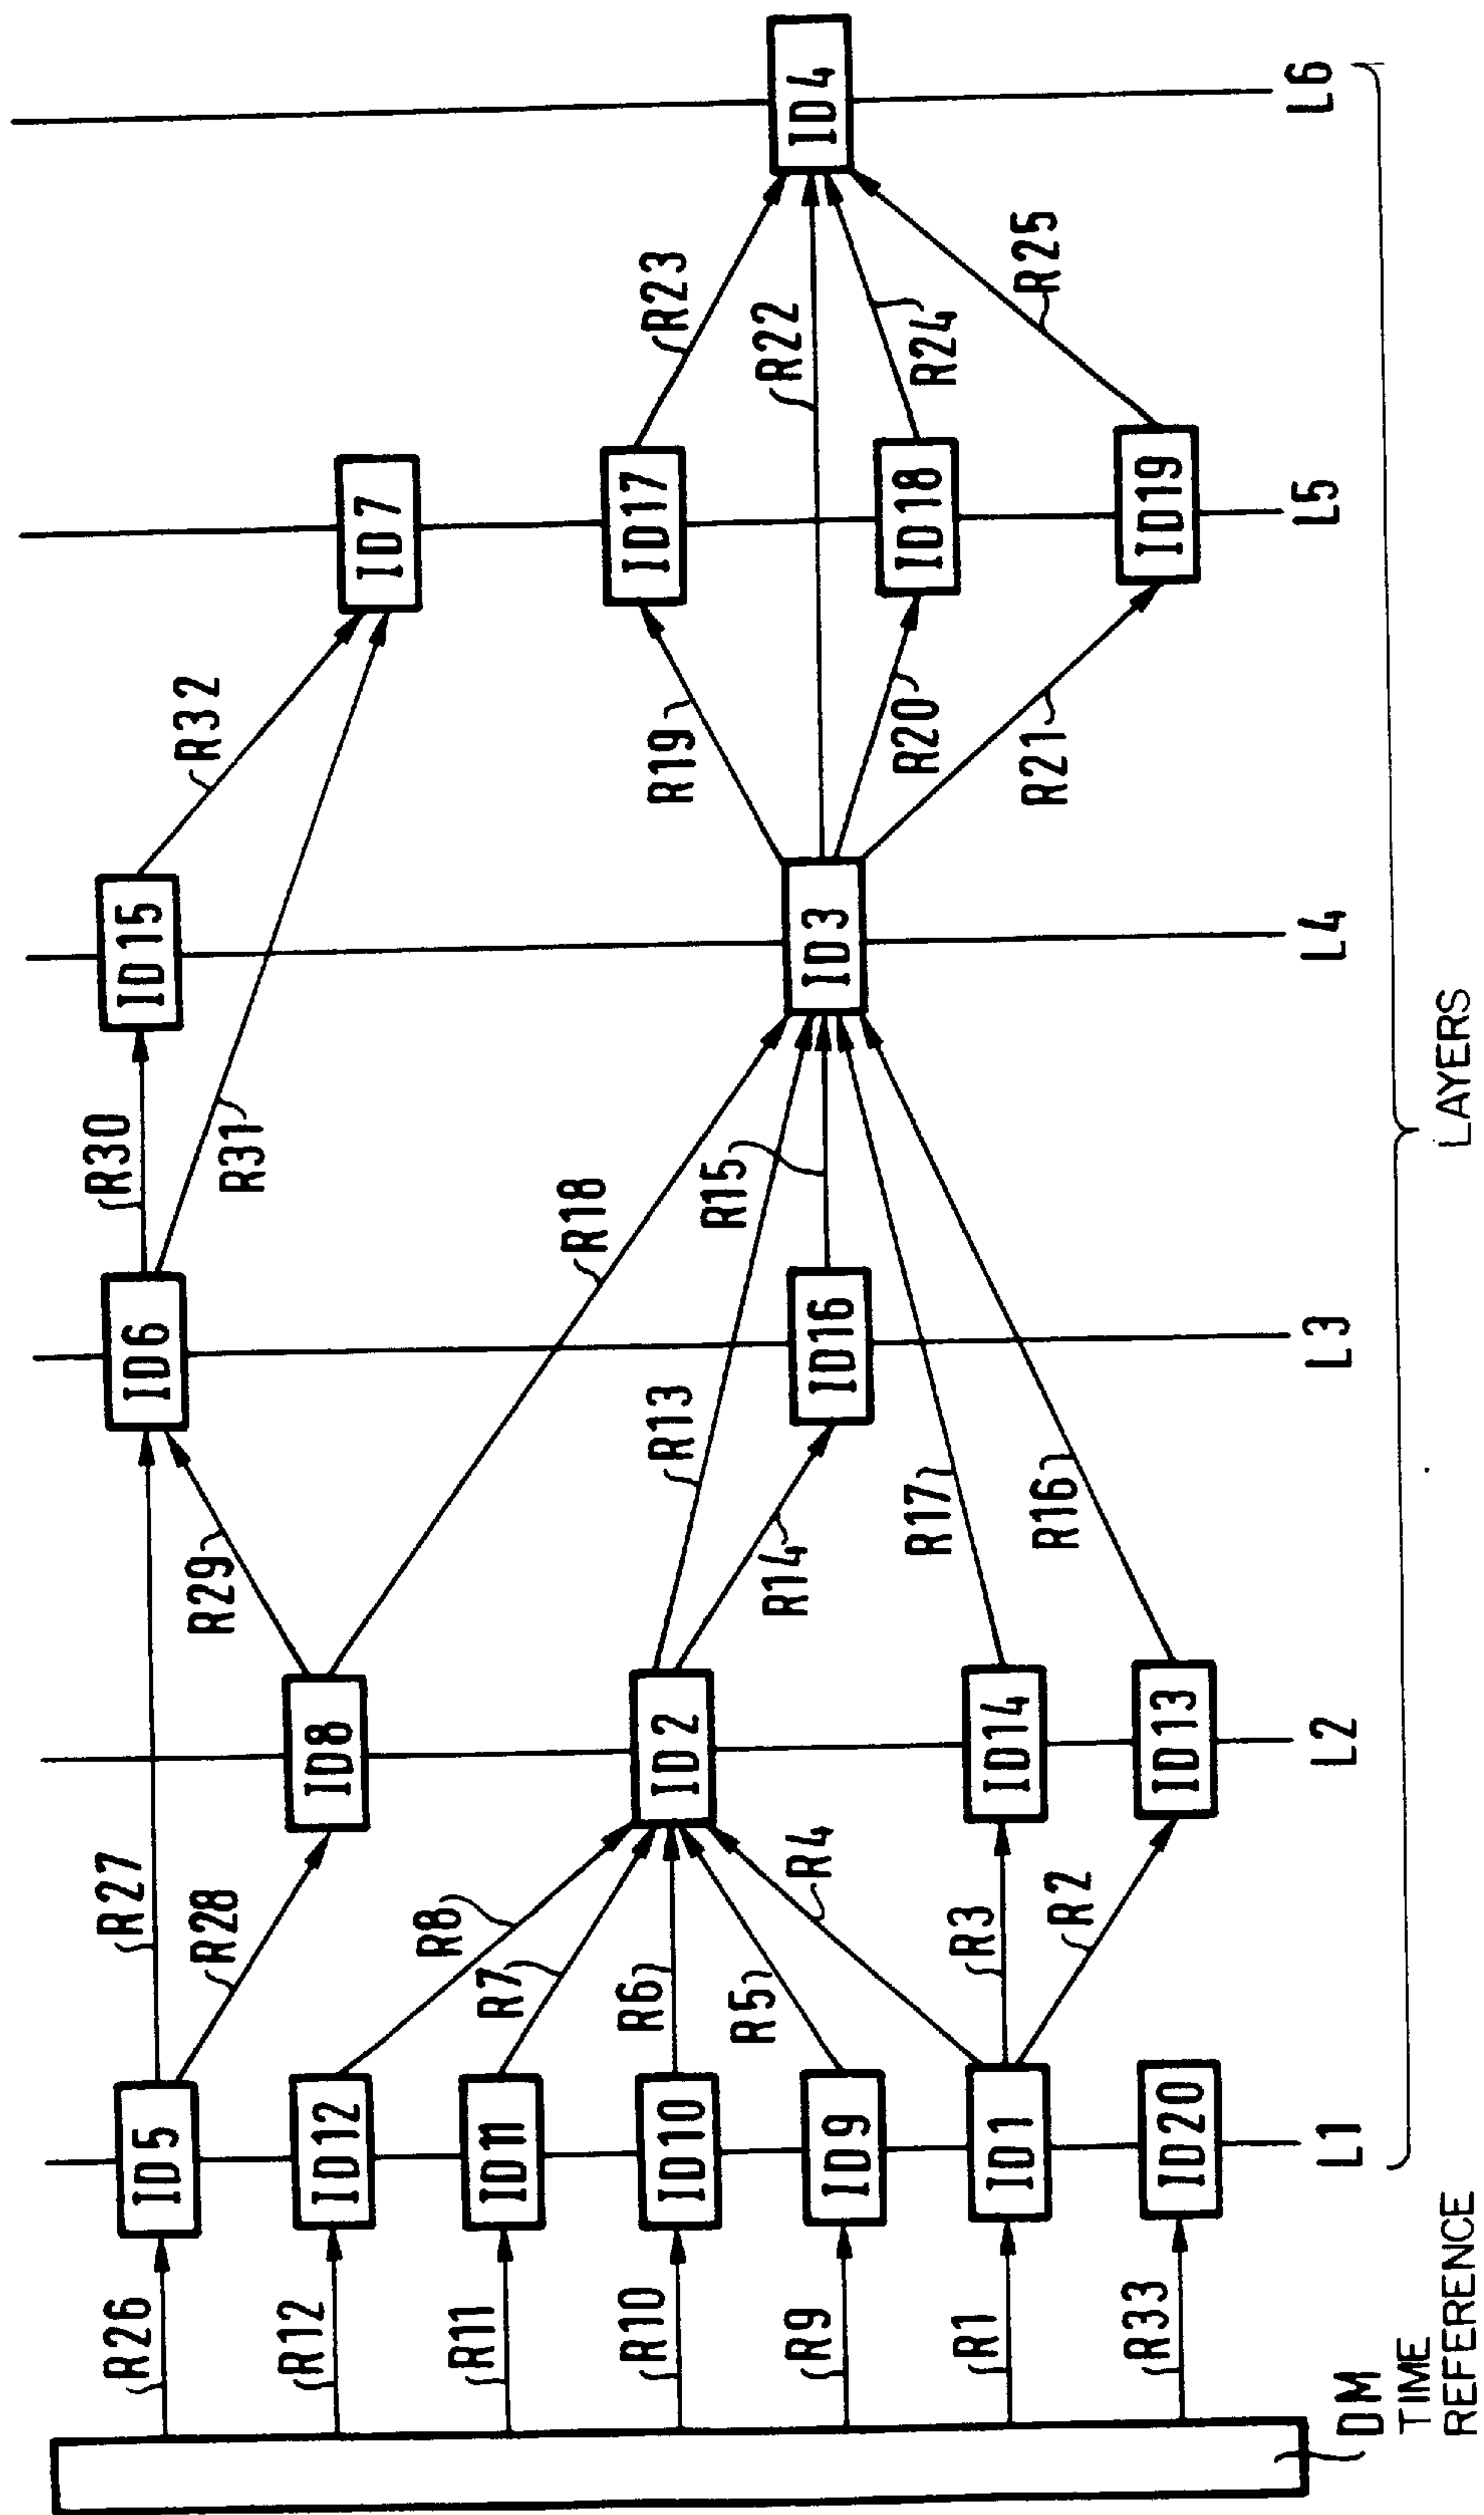 R26
R12
R11
R10
R9
R1
R33
DM
TIME
REFERENCE
ID5
ID12
ID11
ID10
ID9
ID1
ID20
L1
R27
R28
R8
R7
R6
R5
R4
R3
R2
ID8
ID2
ID14
ID13
L2
R29
R18
R13
R14
R17
R16
ID6
ID16
L3
R30
R31
R15
ID15
ID3
L4
R32
R19
R20
R21
ID7
ID17
ID18
ID19
L5
R23
R22
R24
R25
ID4
L6
LAYERS